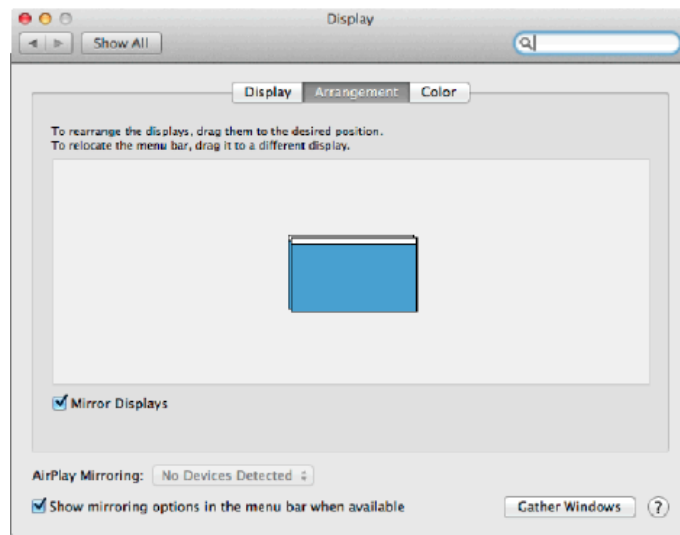 Display
Show All
Display Arrangement Color
To rearrange the displays, drag them to the desired position.
To relocate the menu bar, drag it to a different display.
Mirror Displays
AirPlay Mirroring: No Devices Detected
Show mirroring options in the menu bar when available
Gather Windows ?